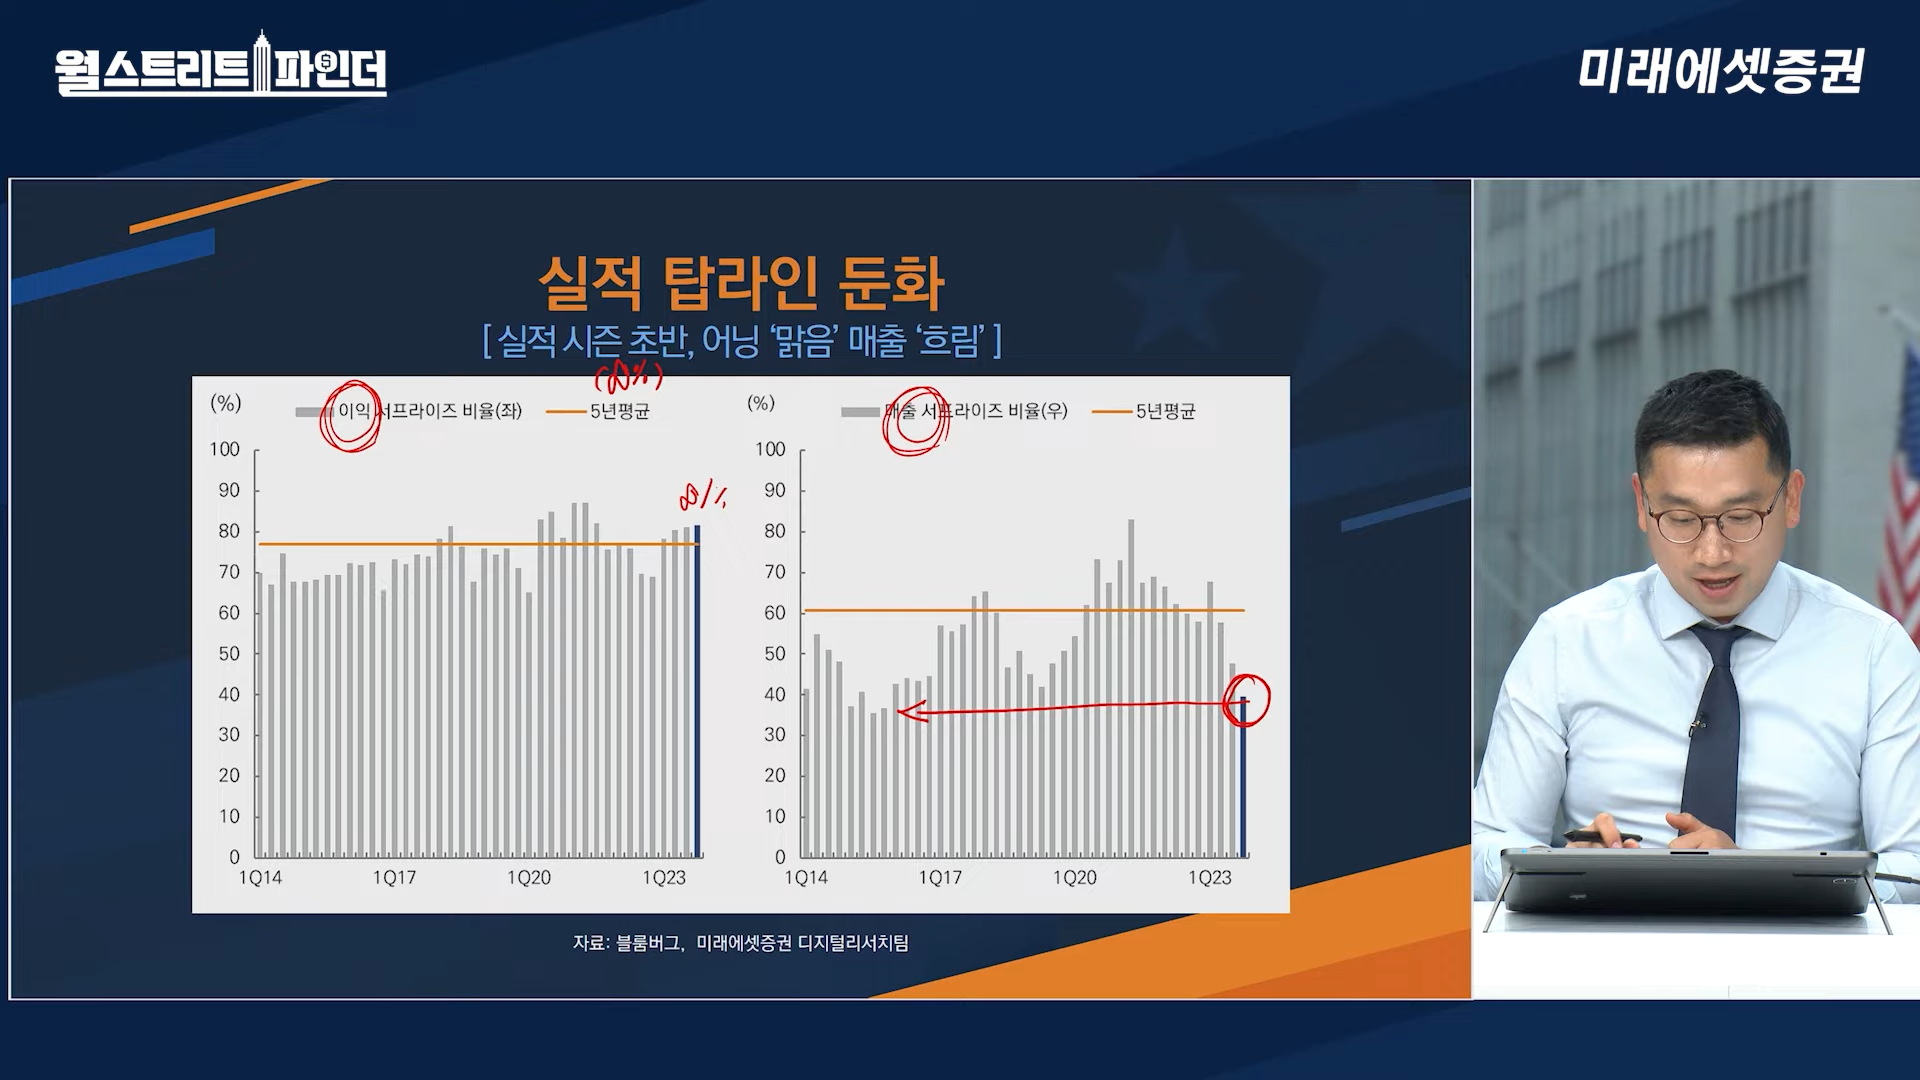 월스트리트 파인더
미래에셋증권
실적 탑라인 둔화
[ 실적 시즌 초반, 어닝 ‘맑음’ 매출 ‘흐림’ ]
(%)
이익 서프라이즈 비율(좌)
5년평균
100
90
80
70
60
50
40
30
20
10
0
1Q14
1Q17
1Q20
1Q23
(%)
매출 서프라이즈 비율(우)
5년평균
100
90
80
70
60
50
40
30
20
10
0
1Q14
1Q17
1Q20
1Q23
자료: 블룸버그, 미래에셋증권 디지털리서치팀